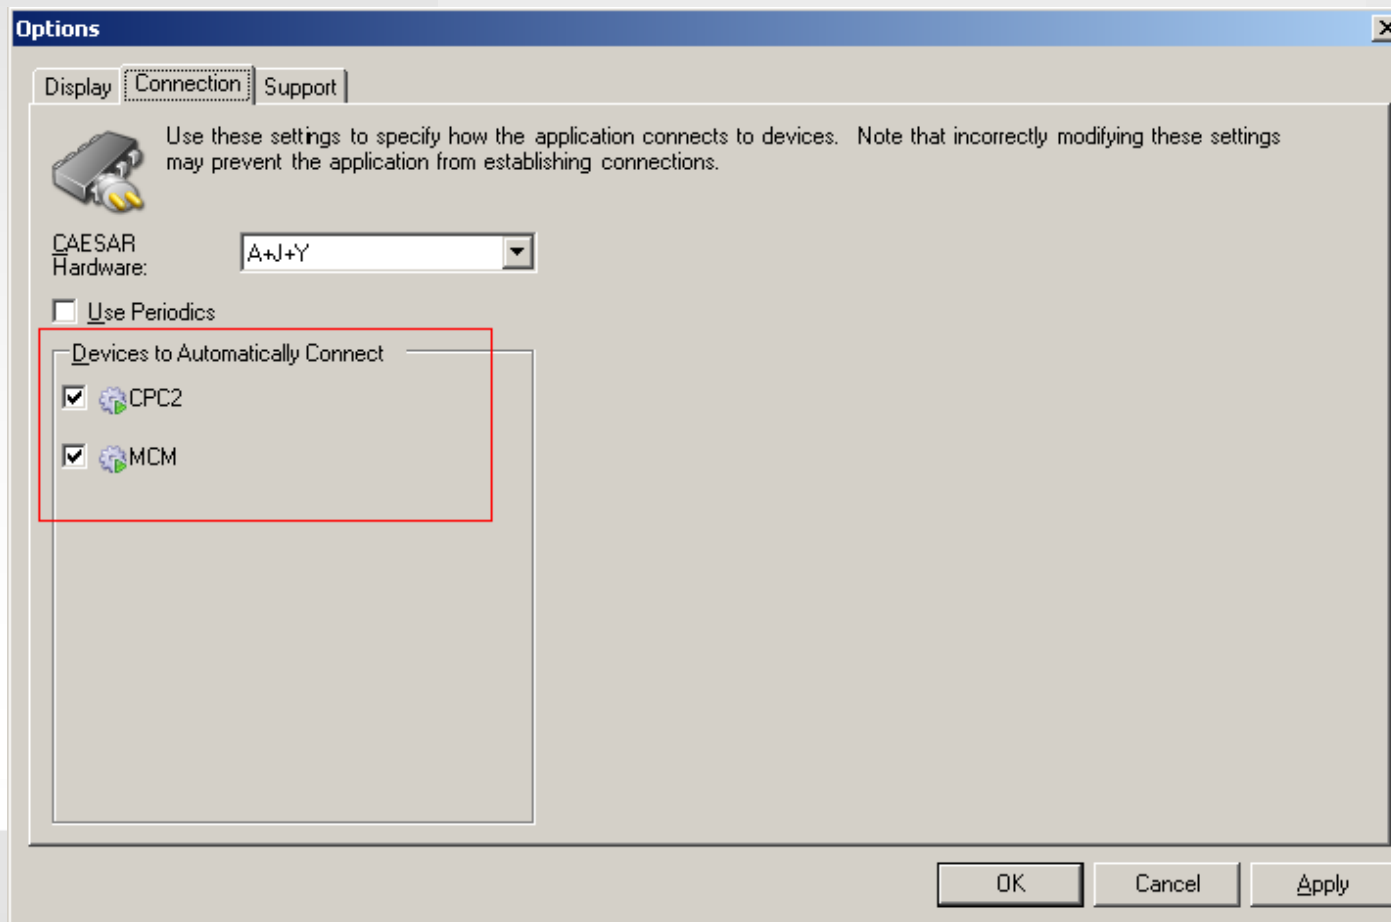 Options
Display Connection Support
Use these settings to specify how the application connects to devices. Note that incorrectly modifying these settings
may prevent the application from establishing connections.
CAESAR
Hardware:
A+J+Y
Use Periodics
Devices to Automatically Connect
CPC2
MCM
OK Cancel Apply